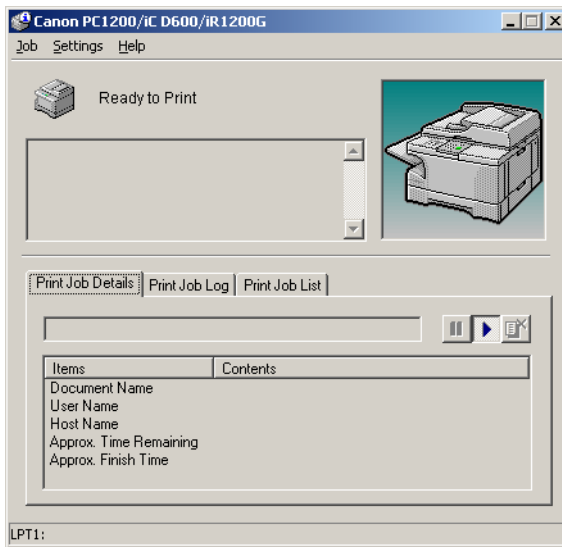 Canon PC1200/iC D600/iR1200G
Job Settings Help
Ready to Print
Print Job Details Print Job Log Print Job List
Items Contents
Document Name
User Name
Host Name
Approx. Time Remaining
Approx. Finish Time
LPT1: